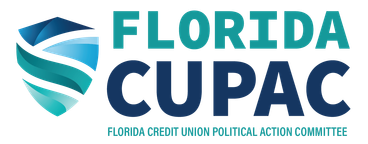 FLORIDA
CUPAC
FLORIDA CREDIT UNION POLITICAL ACTION COMMITTEE